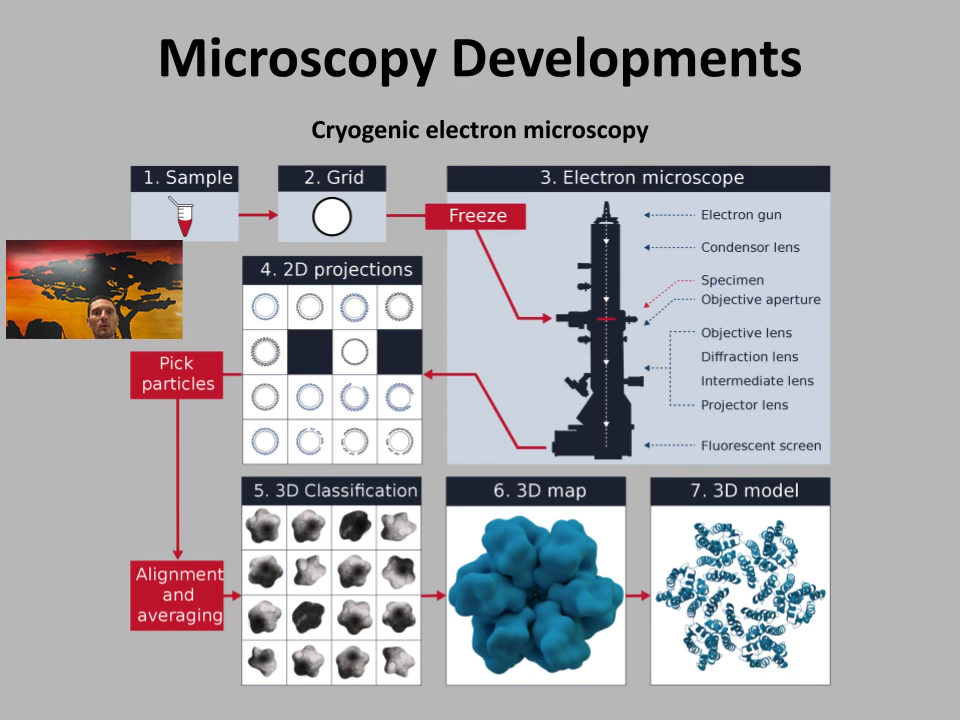 Microscopy Developments
Cryogenic electron microscopy
1. Sample
2. Grid
3. Electron microscope
Freeze
Electron gun
Condensor lens
Specimen
Objective aperture
Objective lens
Diffraction lens
Intermediate lens
Projector lens
Fluorescent screen
4. 2D projections
Pick
particles
Alignment
and
averaging
5. 3D Classification
6. 3D map
7. 3D model